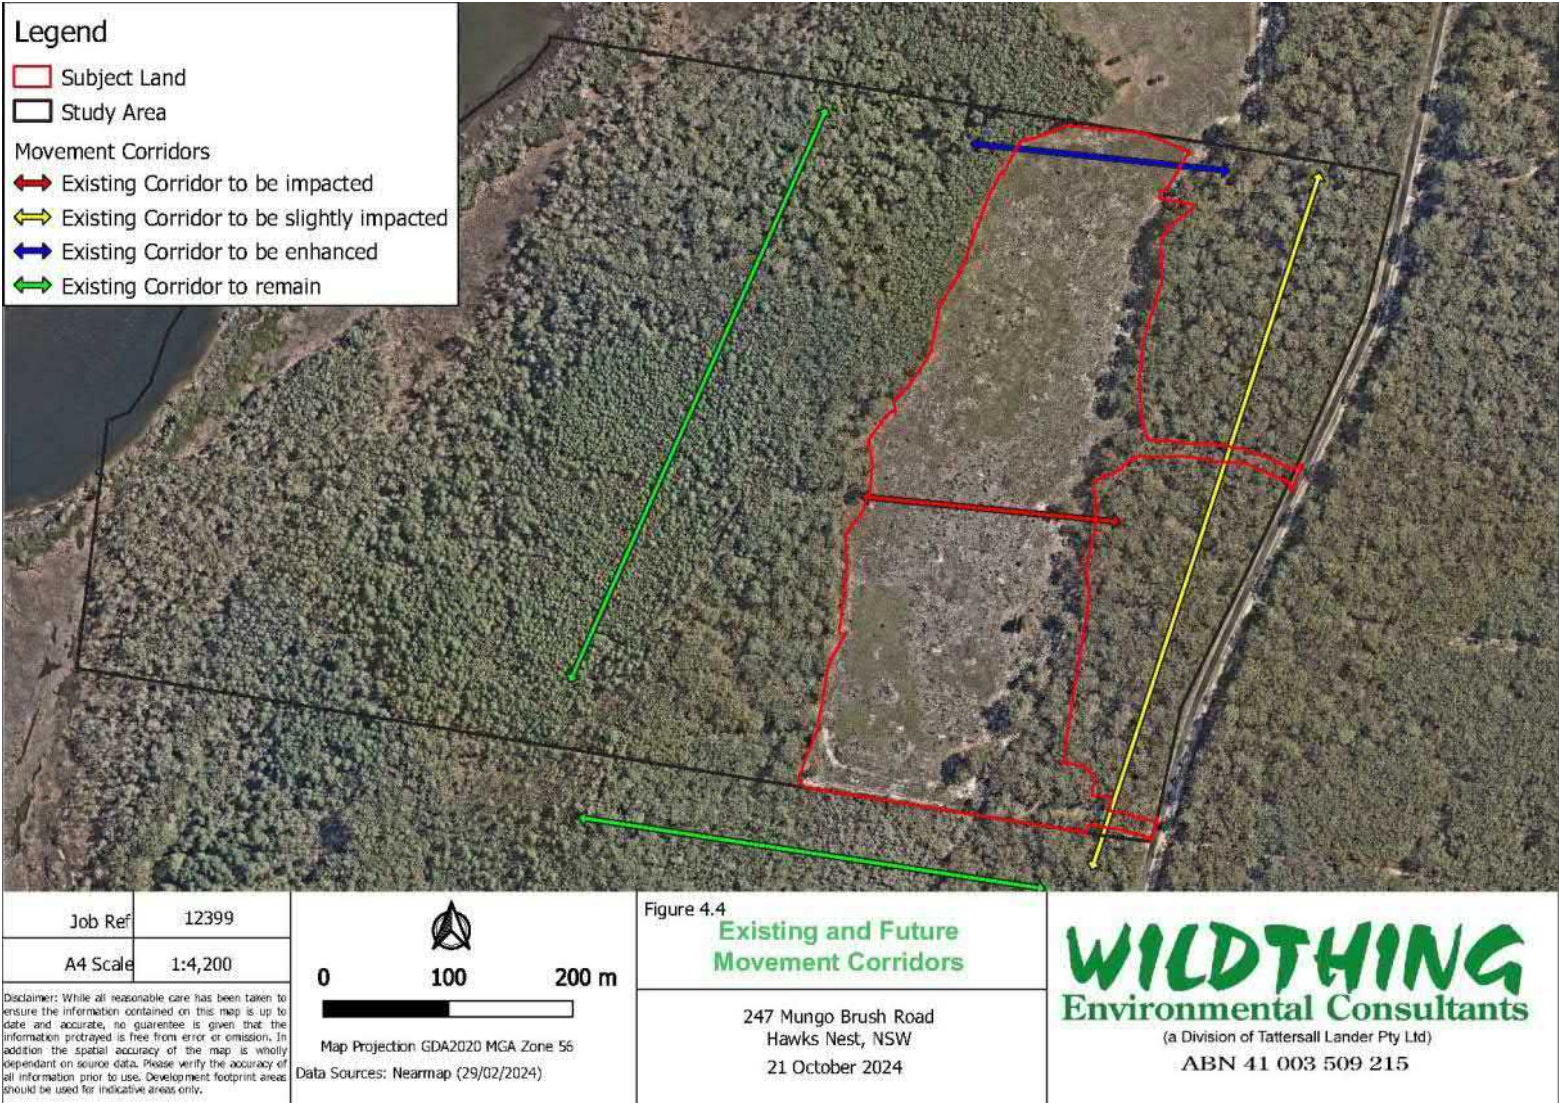 Legend
Subject Land
Study Area
Movement Corridors
Existing Corridor to be impacted
Existing Corridor to be slightly impacted
Existing Corridor to be enhanced
Existing Corridor to remain
Job Ref 12399
A4 Scale 1:4,200
Disclaimer: While all reasonable care has been taken to
ensure the information contained on this map is up to
date and accurate, no guarentee is given that the
information protrayed is free from error or omission. In
addition the spatial accuracy of the map is wholly
dependant on source data. Please verify the accuracy of
all information prior to use. Development footprint areas
should be used for indicative areas only.
0 100 200 m
Map Projection GDA2020 MGA Zone 56
Data Sources: Nearmap (29/02/2024)
Figure 4.4
Existing and Future
Movement Corridors
247 Mungo Brush Road
Hawks Nest, NSW
21 October 2024
WILDTHING
Environmental Consultants
(a Division of Tattersall Lander Pty Ltd)
ABN 41 003 509 215